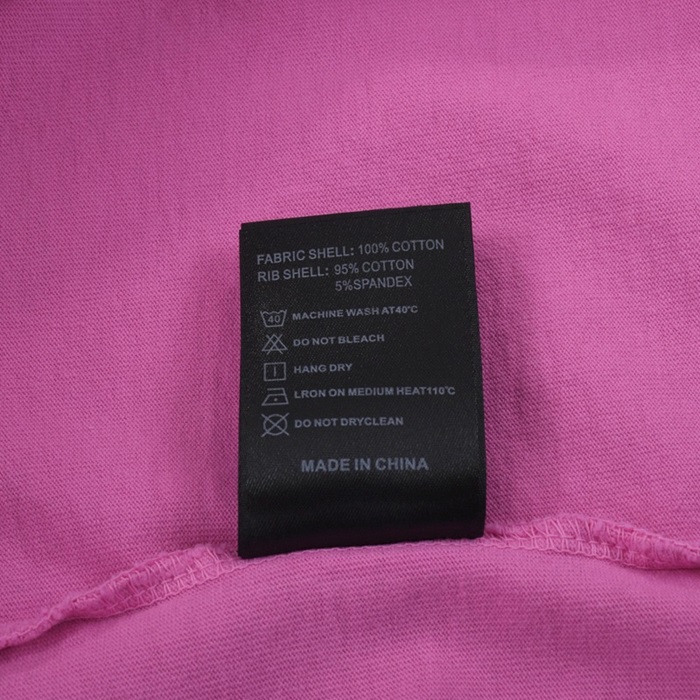 FABRIC SHELL: 100% COTTON
RIB SHELL: 95% COTTON
5%SPANDEX
40 MACHINE WASH AT40°C
DO NOT BLEACH
HANG DRY
LRON ON MEDIUM HEAT110°C
DO NOT DRYCLEAN
MADE IN CHINA